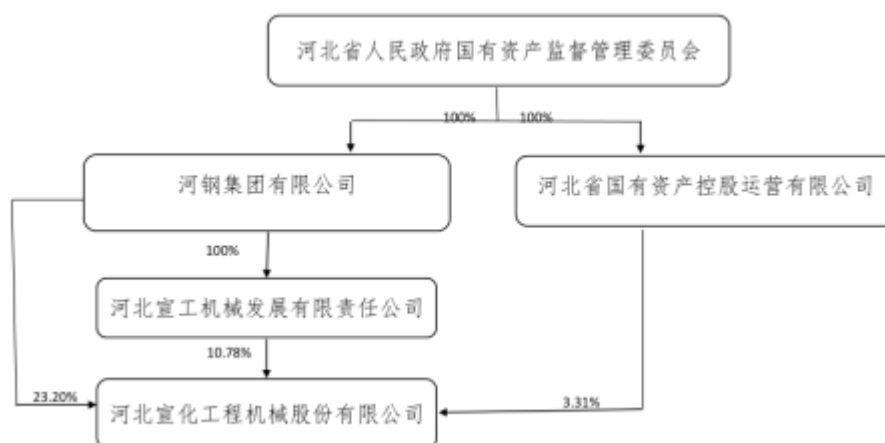 河北省人民政府国有资产监督管理委员会
100%
100%
河钢集团有限公司
河北省国有资产控股运营有限公司
100%
河北宣工机械发展有限责任公司
10.78%
23.20%
河北宣化工程机械股份有限公司
3.31%